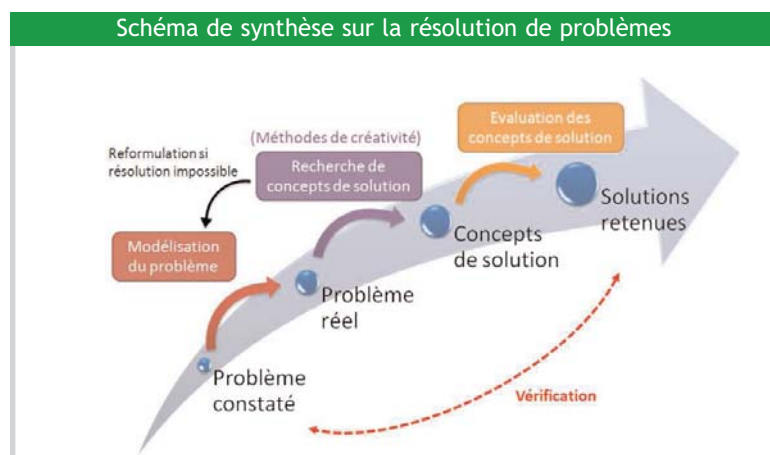 Schéma de synthèse sur la résolution de problèmes
Evaluation des
concepts de solution
(Méthodes de créativité)
Reformulation si
résolution impossible
Recherche de
concepts de solution
Solutions
retenues
Concepts
de solution
Modélisation
du problème
Problème
réel
Problème
constaté
Vérification